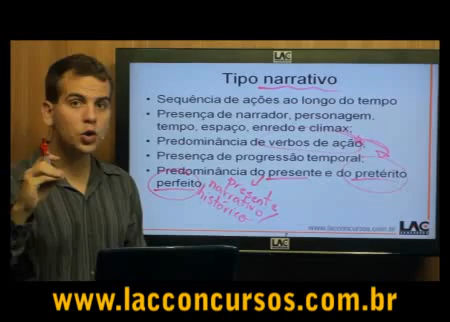 LAC
Tipo narrativo
• Sequência de ações ao longo do tempo
• Presença de narrador, personagem,
tempo, espaço, enredo e clímax;
• Predominância de verbos de ação;
• Presença de progressão temporal;
• Predominância do presente e do pretérito
perfeito
presente
narrativo/
histórico
www.lacconcursos.com.br
LAC
LAC
www.lacconcursos.com.br